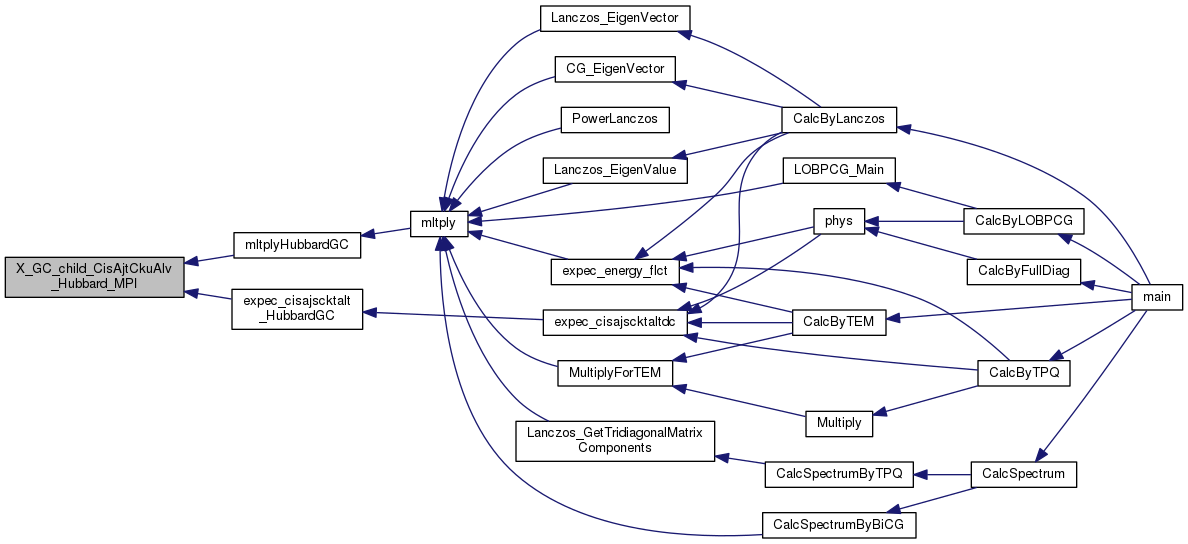 X_GC_child_CisAjtCkuAlv
_Hubbard_MPI
mltplyHubbardGC
expec_cisajscktalt
_HubbardGC
mltply
Lanczos_EigenVector
CG_EigenVector
PowerLanczos
Lanczos_EigenValue
expec_energy_flct
expec_cisajscktaltdc
MultiplyForTEM
Lanczos_GetTridiagonalMatrix
Components
CalcByLanczos
LOBPCG_Main
phys
CalcByTEM
Multiply
CalcSpectrumByTPQ
CalcSpectrumByBiCG
CalcByLOBPCG
CalcByFullDiag
CalcByTPQ
CalcSpectrum
main